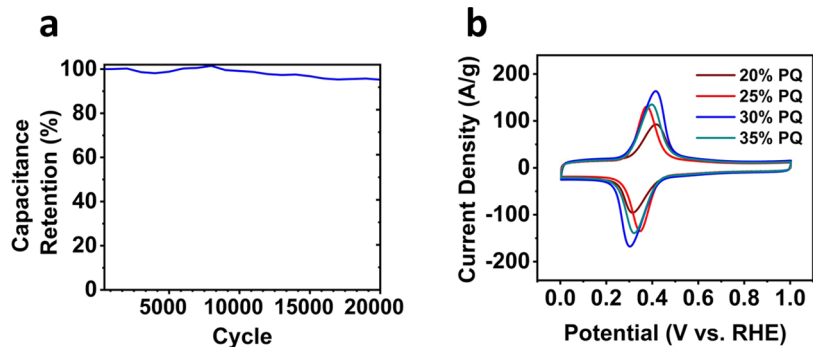 a
100
80
60
40
20
0
5000 10000 15000 20000
Capacitance
Retention (%)
Cycle
b
20% PQ
25% PQ
30% PQ
35% PQ
200
100
0
-100
-200
0.0 0.2 0.4 0.6 0.8 1.0
Current Density (A/g)
Potential (V vs. RHE)